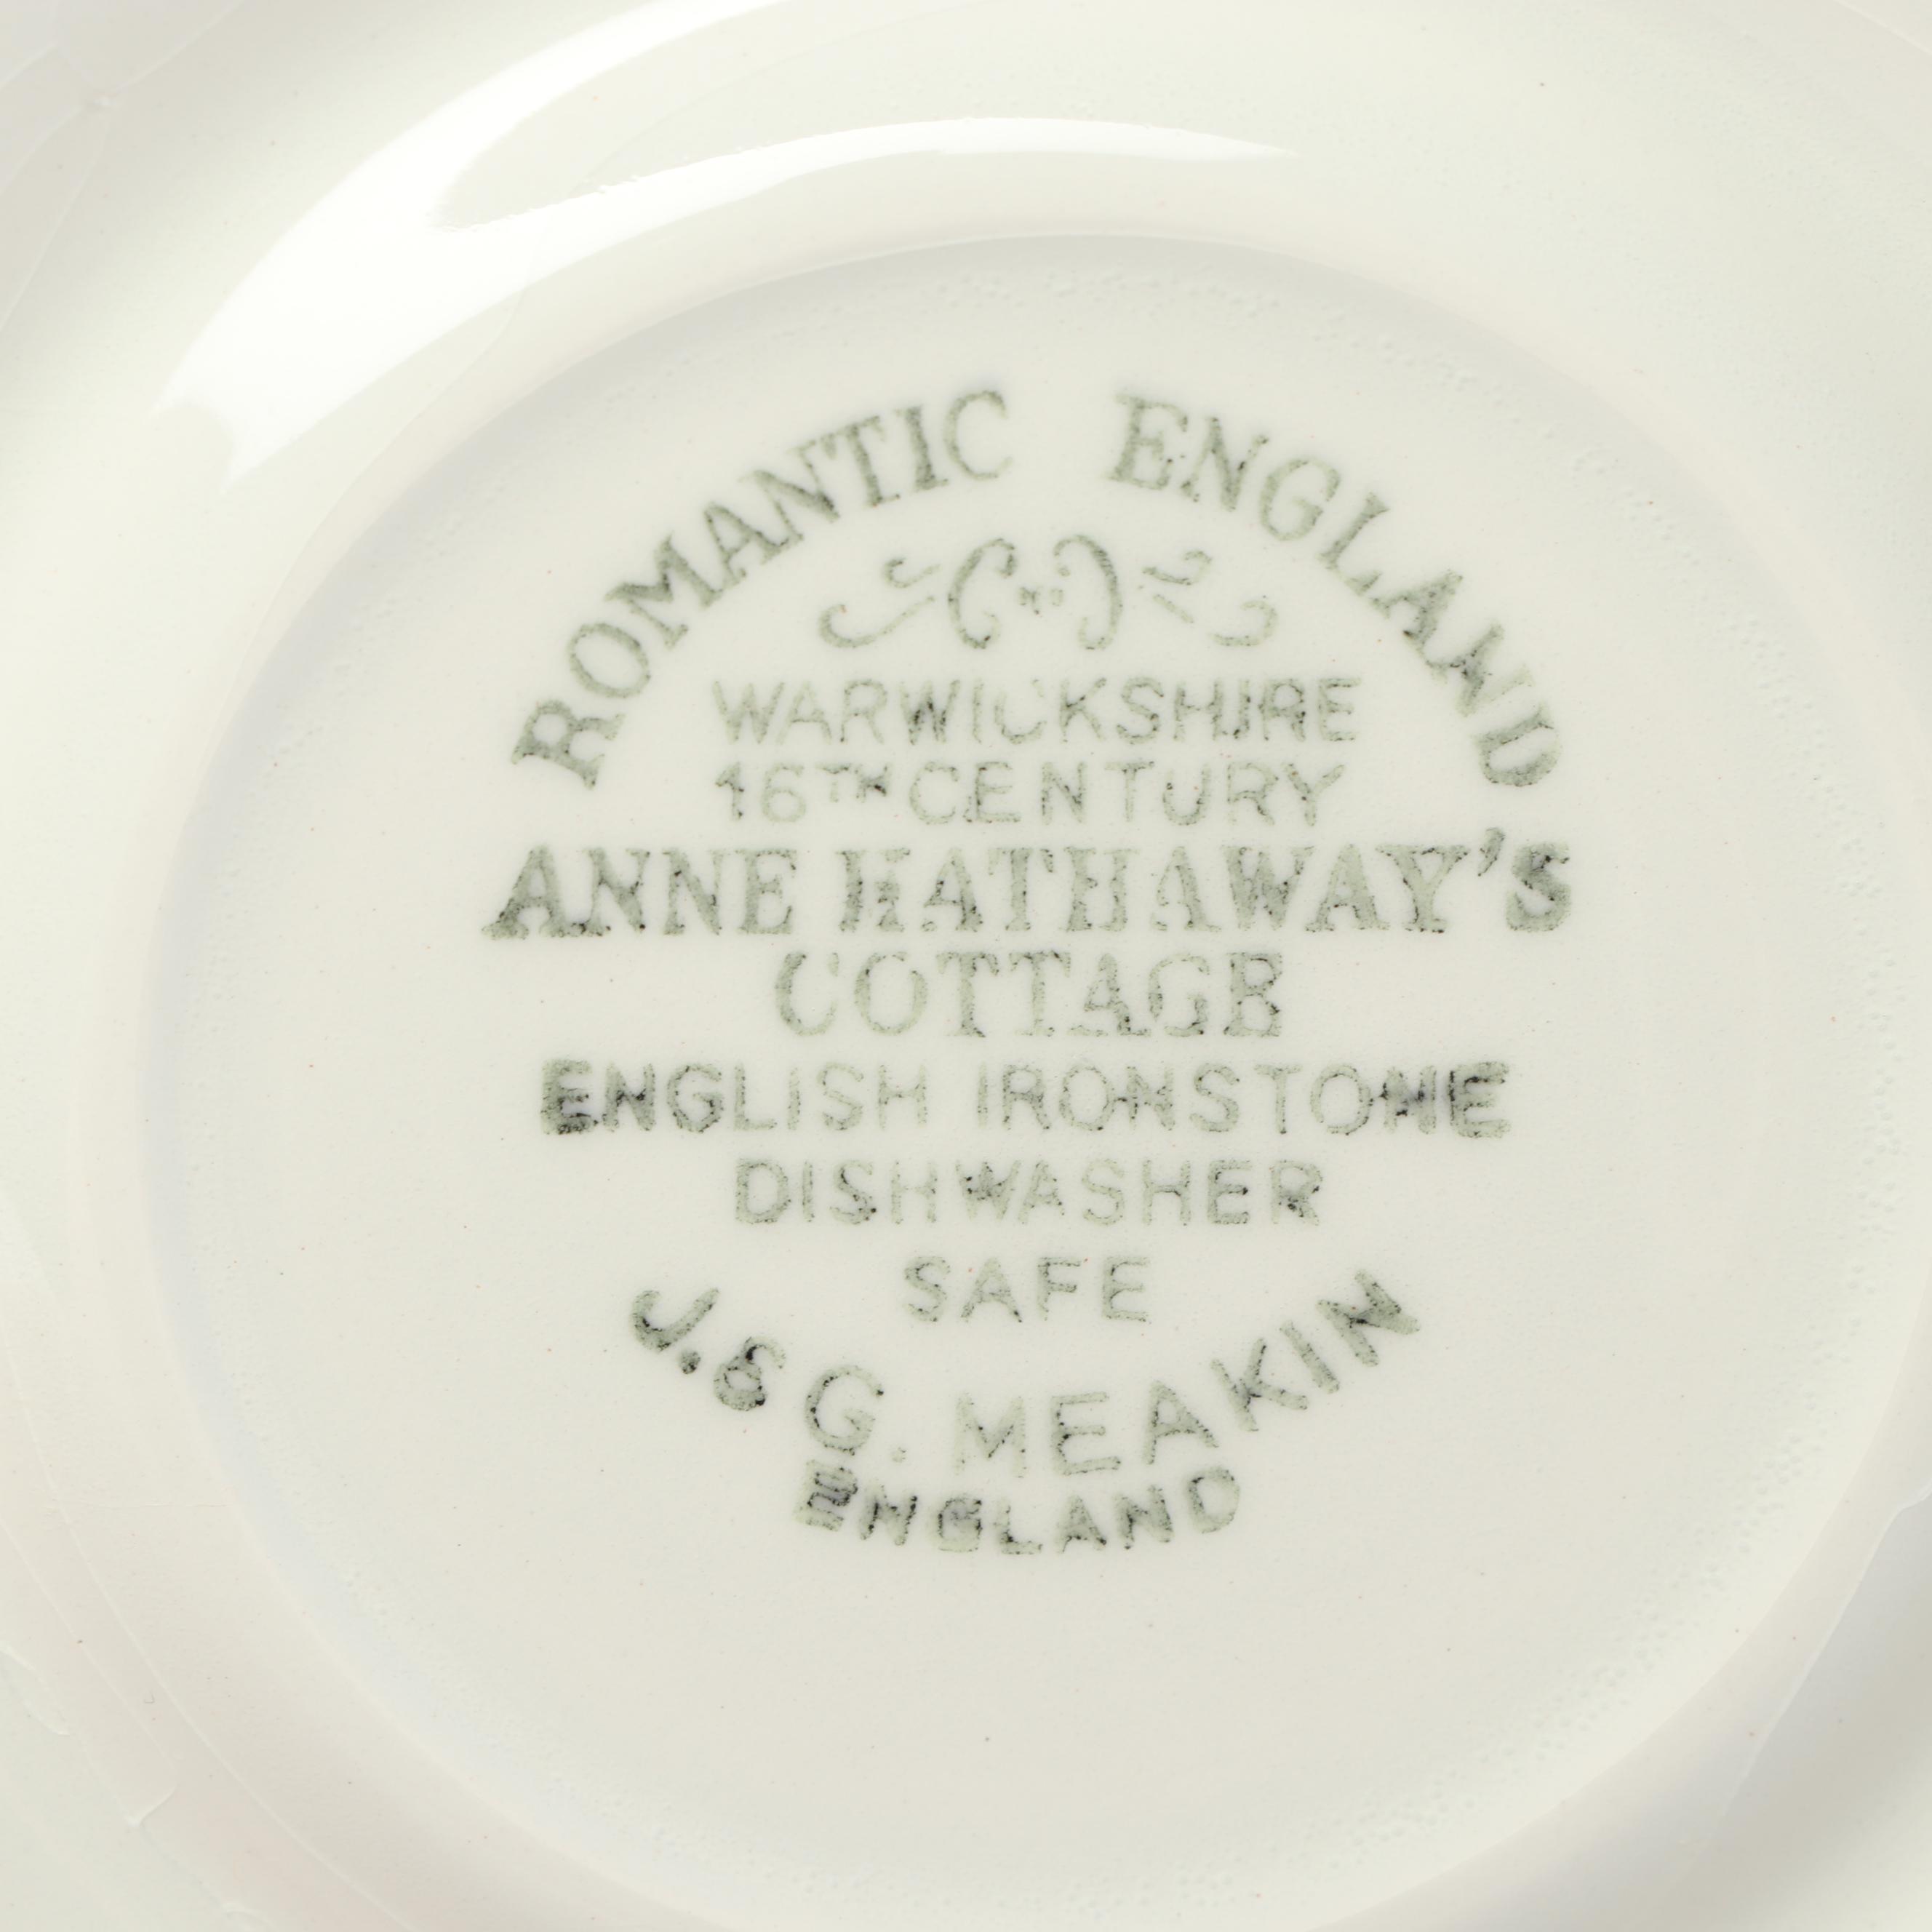 ROMANTIC ENGLAND
WARWICKSHIRE
16TH CENTURY
ANNE HATHAWAY'S
COTTAGE
ENGLISH IRONSTONE
DISHWASHER
SAFE
J.&G. MEAKIN
ENGLAND